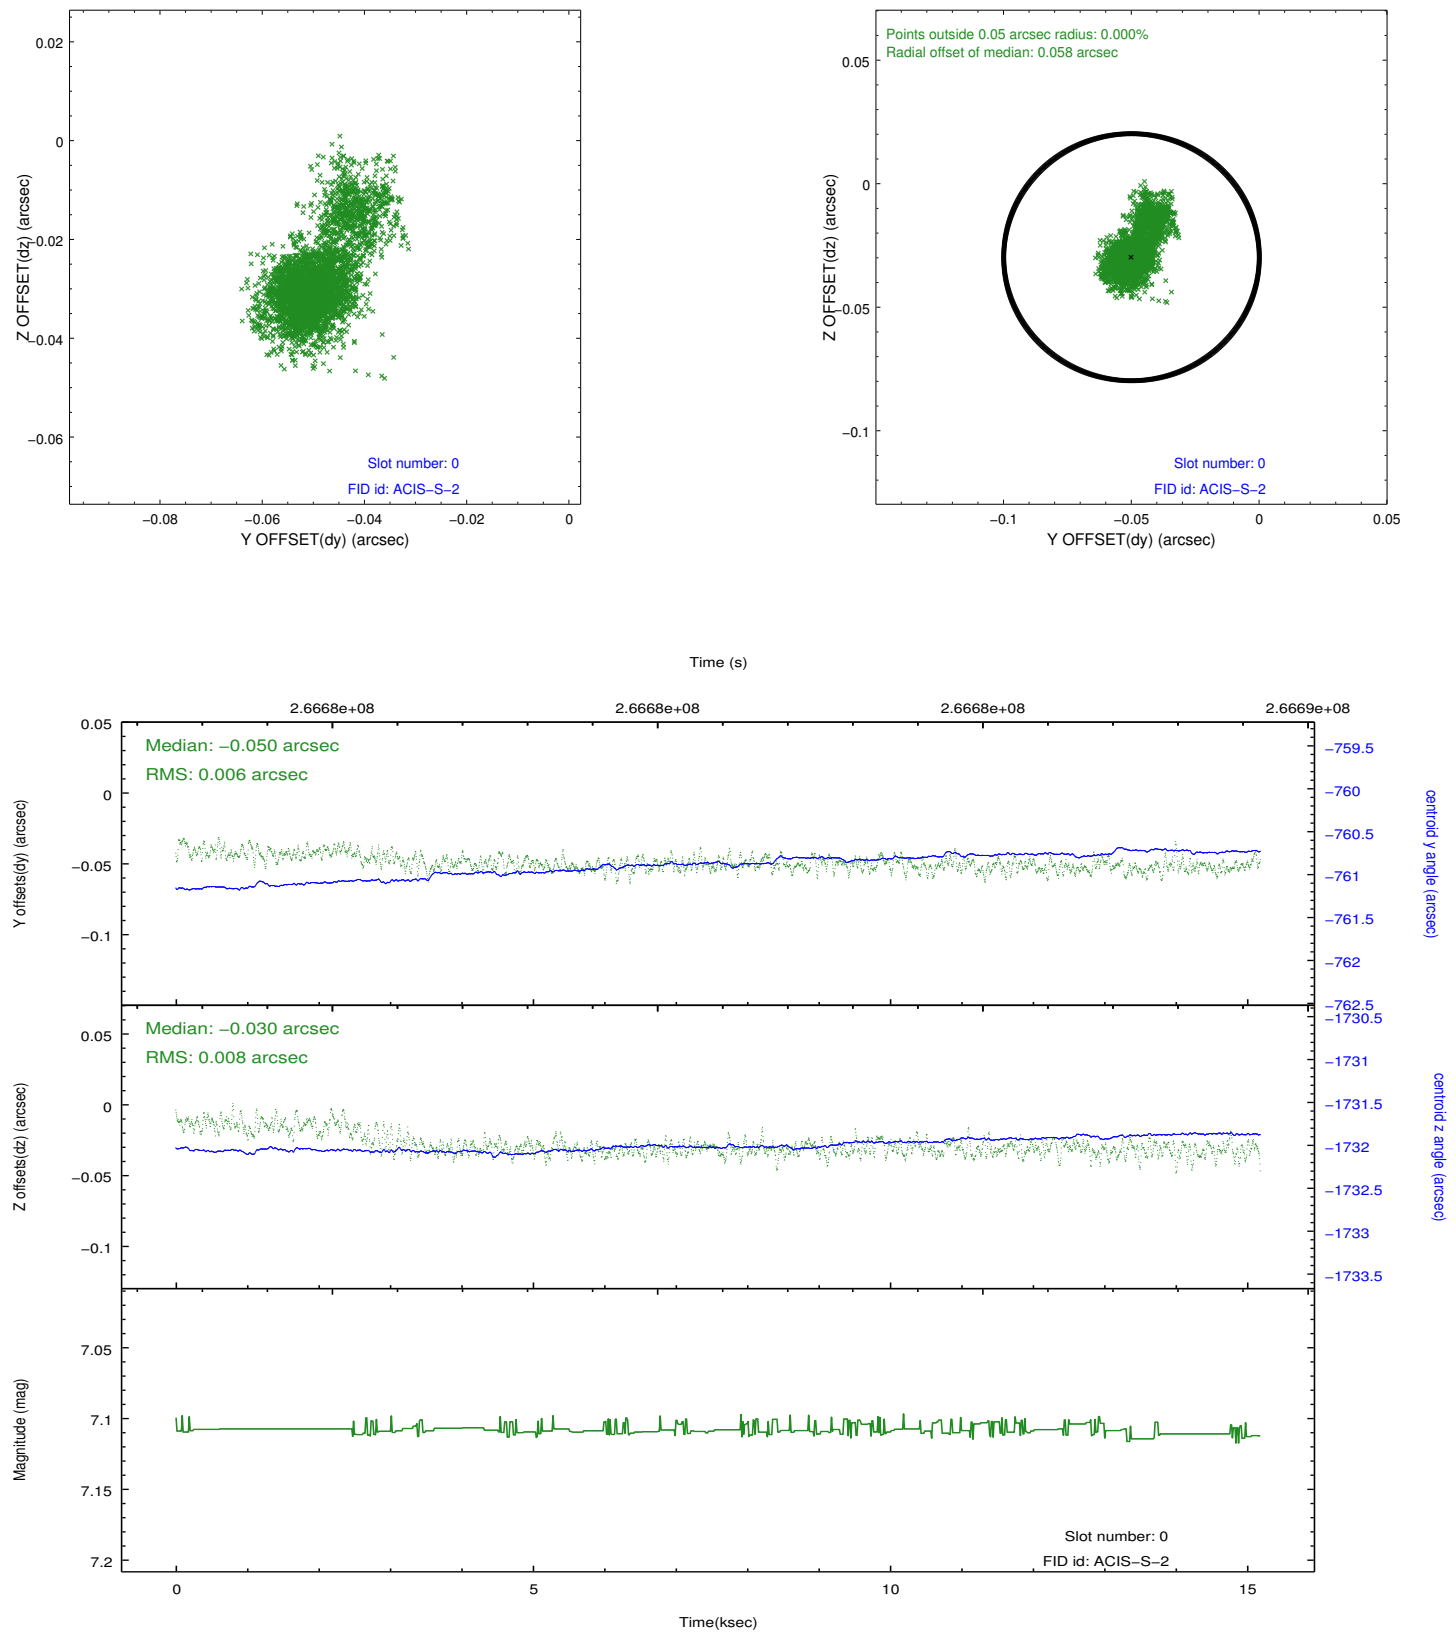 0.02
0
−0.02
−0.04
−0.06
Z OFFSET(dz) (arcsec)
Slot number: 0
FID id: ACIS−S−2
−0.08
−0.06
−0.04
−0.02
0
Y OFFSET(dy) (arcsec)
Points outside 0.05 arcsec radius: 0.000%
Radial offset of median: 0.058 arcsec
0.05
0
−0.05
−0.1
Z OFFSET(dz) (arcsec)
Slot number: 0
FID id: ACIS−S−2
−0.1
−0.05
0
0.05
Y OFFSET(dy) (arcsec)
Time (s)
2.6668e+08
2.6668e+08
2.6668e+08
2.6669e+08
Median: −0.050 arcsec
RMS: 0.006 arcsec
0.05
0
−0.05
−0.1
Y offsets(dy) (arcsec)
−759.5
−760
−760.5
−761
−761.5
−762
−762.5
centroid y angle (arcsec)
Median: −0.030 arcsec
RMS: 0.008 arcsec
0.05
0
−0.05
−0.1
Z offsets(dz) (arcsec)
−1730.5
−1731
−1731.5
−1732
−1732.5
−1733
−1733.5
centroid z angle (arcsec)
7.05
7.1
7.15
7.2
Magnitude (mag)
Slot number: 0
FID id: ACIS−S−2
0
5
10
15
Time(ksec)